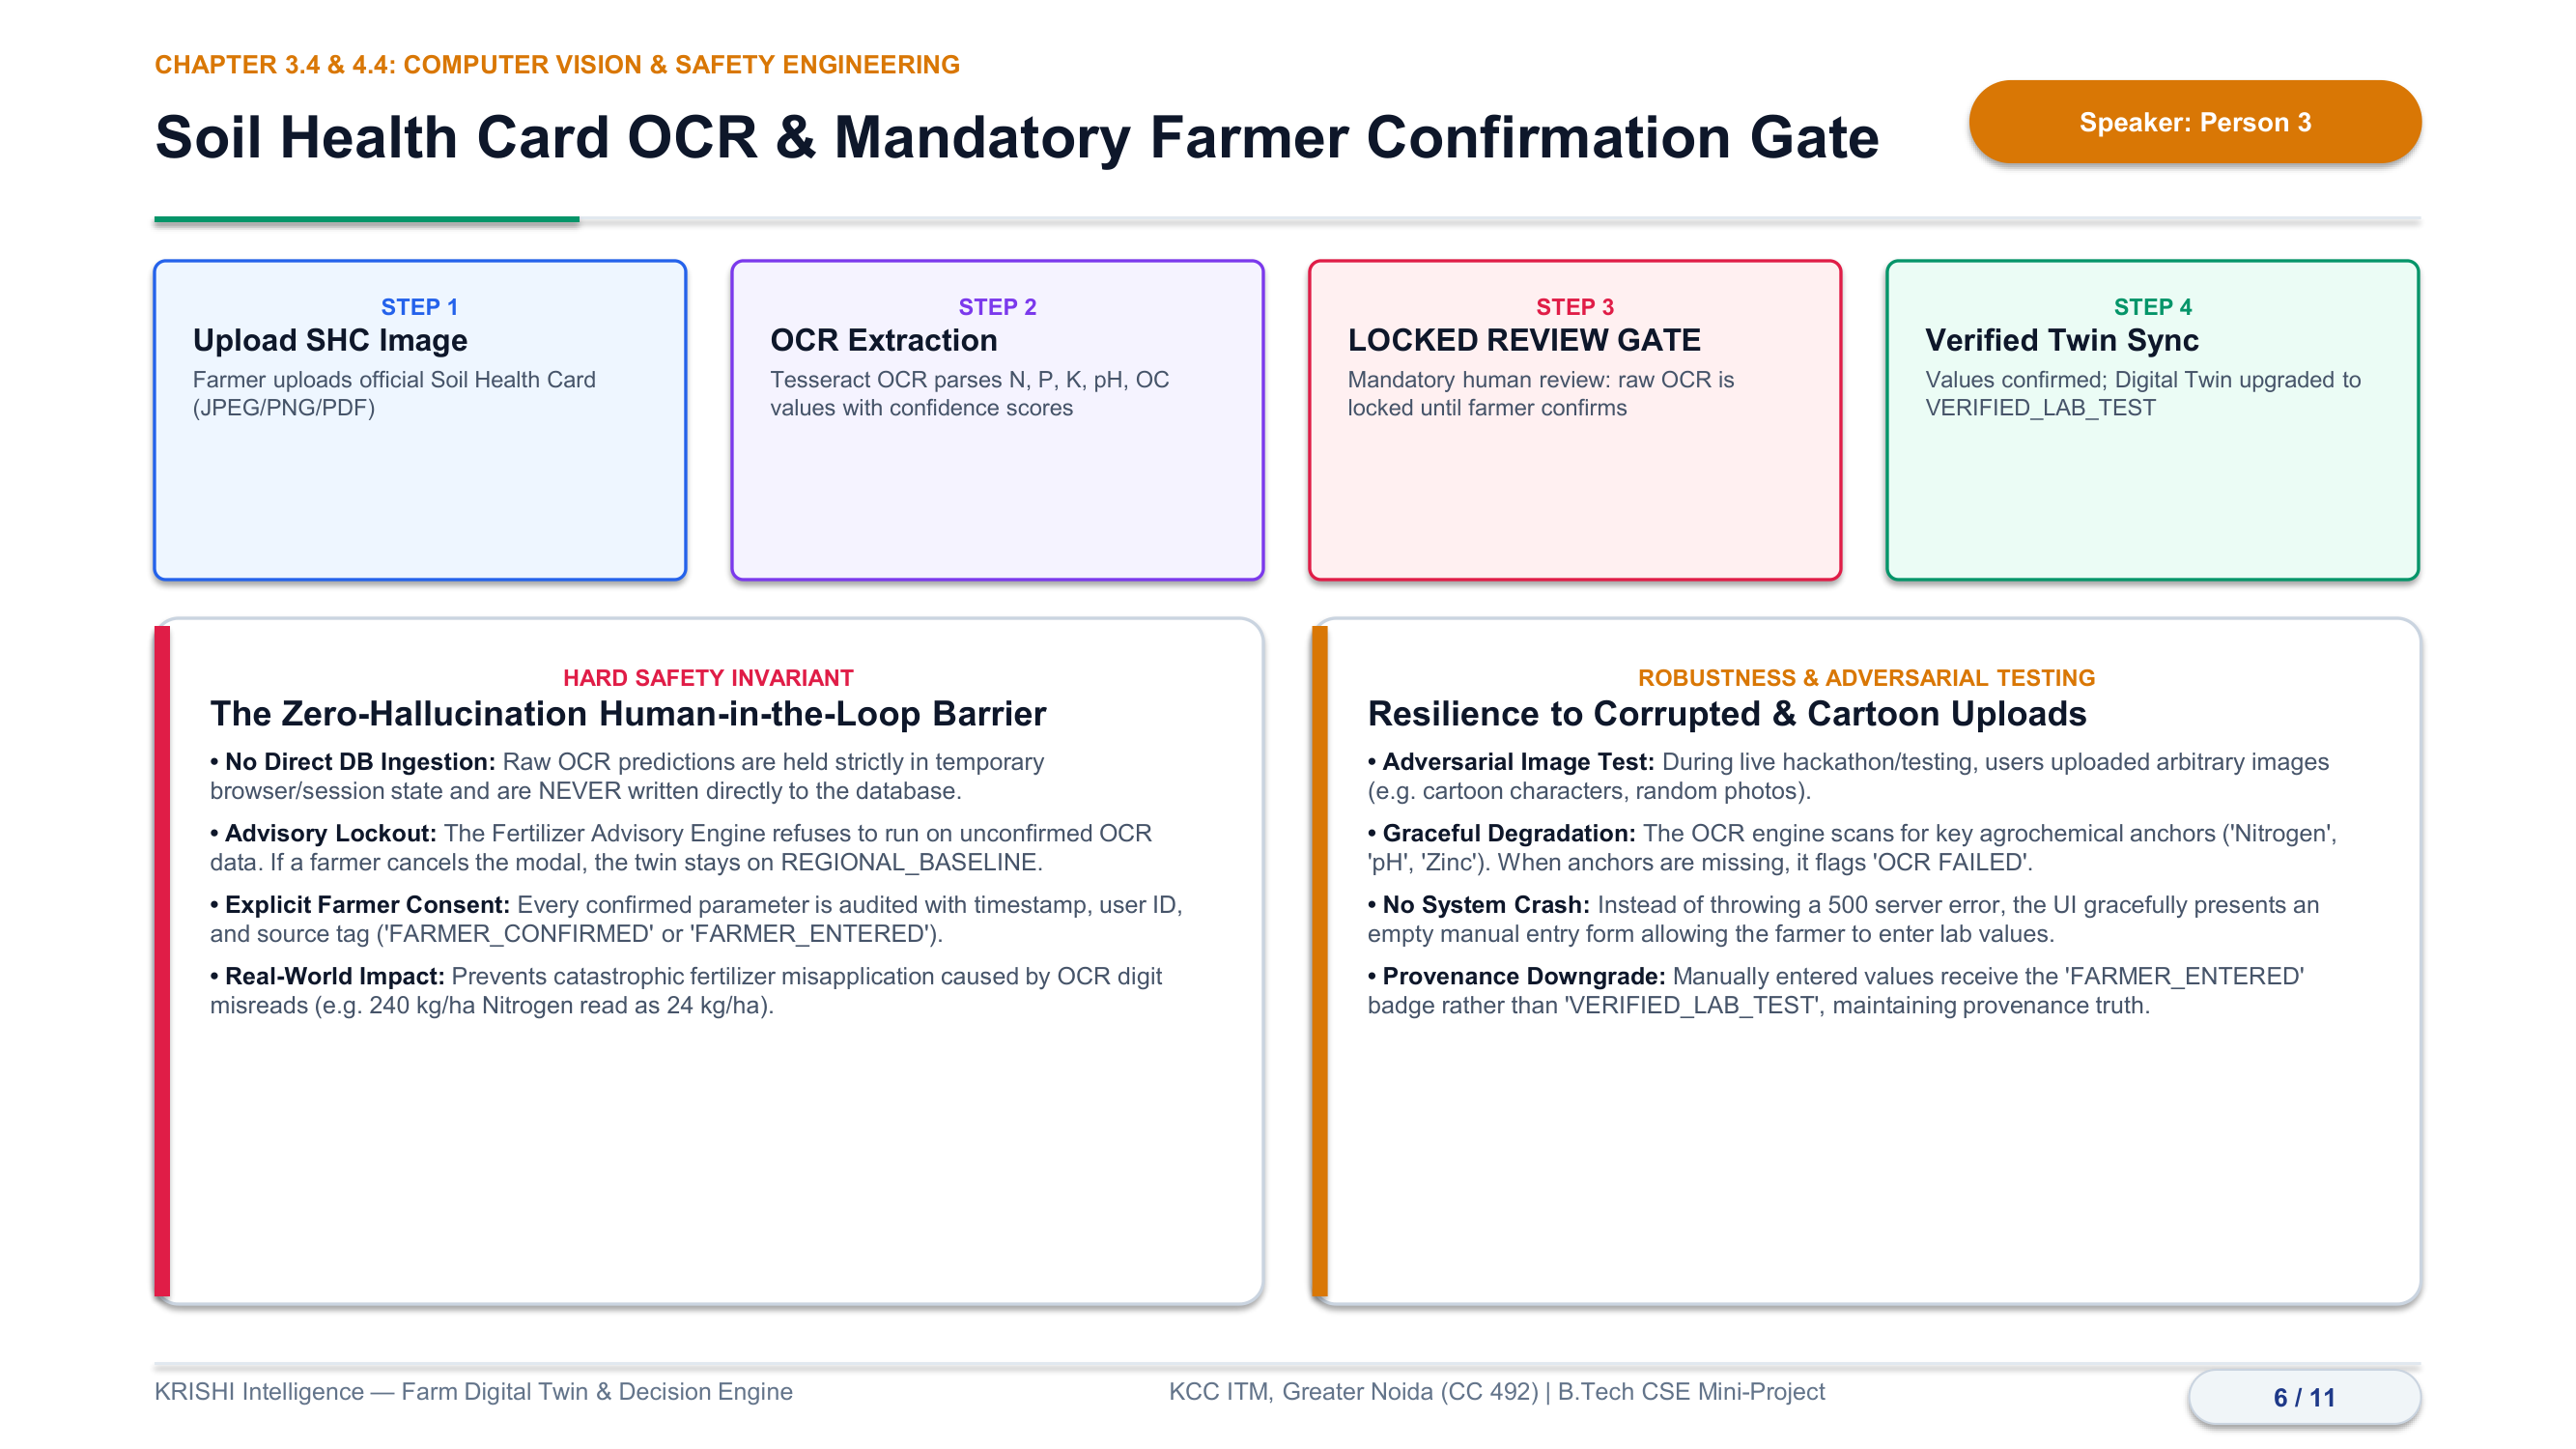 CHAPTER 3.4 & 4.4: COMPUTER VISION & SAFETY ENGINEERING
Soil Health Card OCR & Mandatory Farmer Confirmation Gate
Speaker: Person 3
STEP 1
Upload SHC Image
Farmer uploads official Soil Health Card
(JPEG/PNG/PDF)
STEP 2
OCR Extraction
Tesseract OCR parses N, P, K, pH, OC
values with confidence scores
STEP 3
LOCKED REVIEW GATE
Mandatory human review: raw OCR is
locked until farmer confirms
STEP 4
Verified Twin Sync
Values confirmed; Digital Twin upgraded to
VERIFIED_LAB_TEST
HARD SAFETY INVARIANT
The Zero-Hallucination Human-in-the-Loop Barrier
• No Direct DB Ingestion: Raw OCR predictions are held strictly in temporary
browser/session state and are NEVER written directly to the database.
• Advisory Lockout: The Fertilizer Advisory Engine refuses to run on unconfirmed OCR
data. If a farmer cancels the modal, the twin stays on REGIONAL_BASELINE.
• Explicit Farmer Consent: Every confirmed parameter is audited with timestamp, user ID,
and source tag ('FARMER_CONFIRMED' or 'FARMER_ENTERED').
• Real-World Impact: Prevents catastrophic fertilizer misapplication caused by OCR digit
misreads (e.g. 240 kg/ha Nitrogen read as 24 kg/ha).
ROBUSTNESS & ADVERSARIAL TESTING
Resilience to Corrupted & Cartoon Uploads
• Adversarial Image Test: During live hackathon/testing, users uploaded arbitrary images
(e.g. cartoon characters, random photos).
• Graceful Degradation: The OCR engine scans for key agrochemical anchors ('Nitrogen',
'pH', 'Zinc'). When anchors are missing, it flags 'OCR FAILED'.
• No System Crash: Instead of throwing a 500 server error, the UI gracefully presents an
empty manual entry form allowing the farmer to enter lab values.
• Provenance Downgrade: Manually entered values receive the 'FARMER_ENTERED'
badge rather than 'VERIFIED_LAB_TEST', maintaining provenance truth.
KRISHI Intelligence — Farm Digital Twin & Decision Engine
KCC ITM, Greater Noida (CC 492) | B.Tech CSE Mini-Project
6 / 11